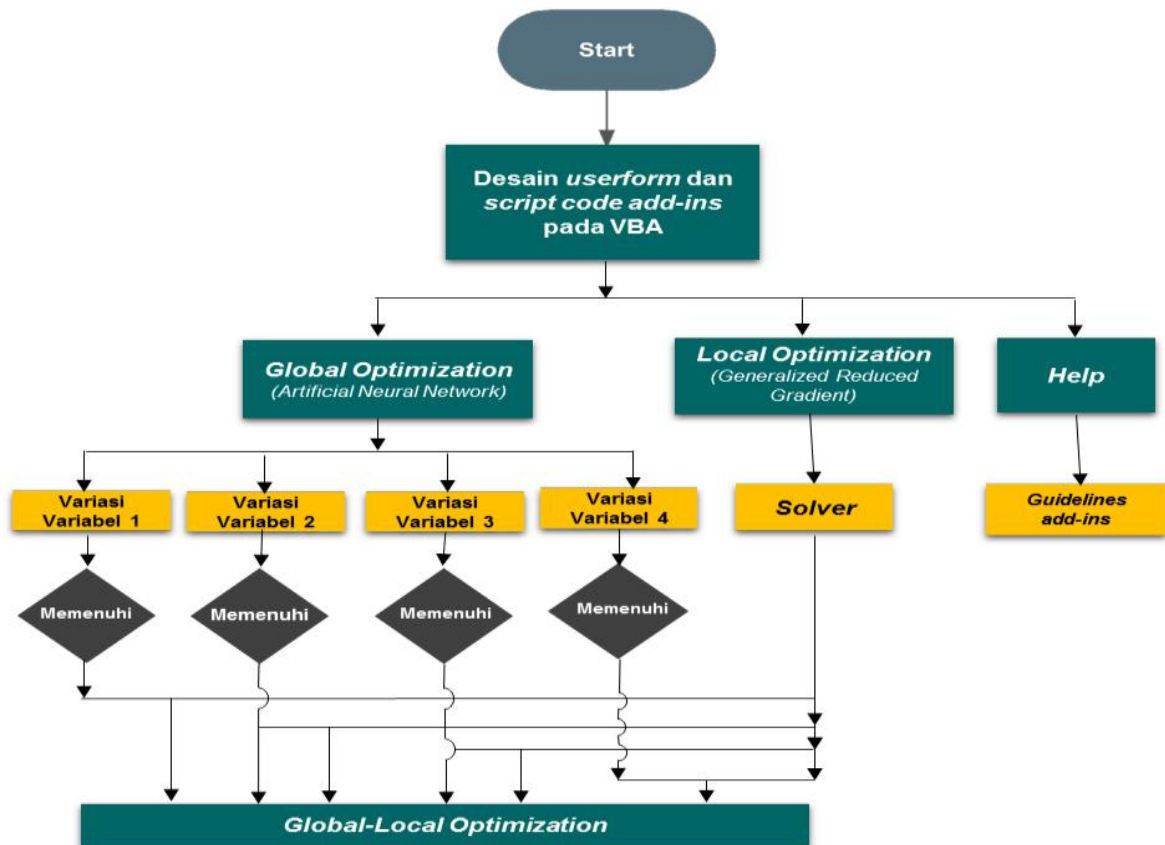 Start
Desain userform dan
script code add-ins
pada VBA
Global Optimization
(Artificial Neural Network)
Local Optimization
(Generalized Reduced
Gradient)
Help
Variasi
Variabel 1
Variasi
Variabel 2
Variasi
Variabel 3
Variasi
Variabel 4
Solver
Guidelines
add-ins
Memenuhi
Memenuhi
Memenuhi
Memenuhi
Global-Local Optimization